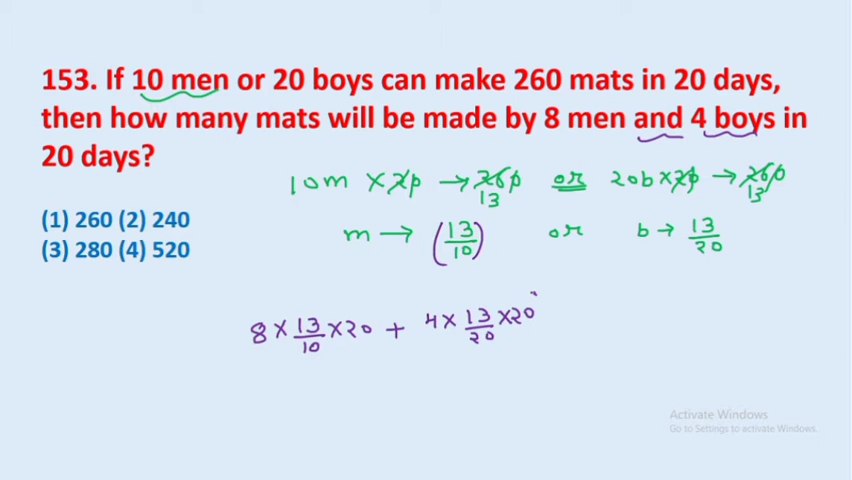 153. If 10 men or 20 boys can make 260 mats in 20 days,
then how many mats will be made by 8 men and 4 boys in
20 days?
10m × 20 → 260 or 20b × 20 → 260
13 13
(1) 260 (2) 240
m → (13/10) or b → 13/20
(3) 280 (4) 520
8 × 13/10 × 20 + 4 × 13/20 × 20
Activate Windows
Go to Settings to activate Windows.